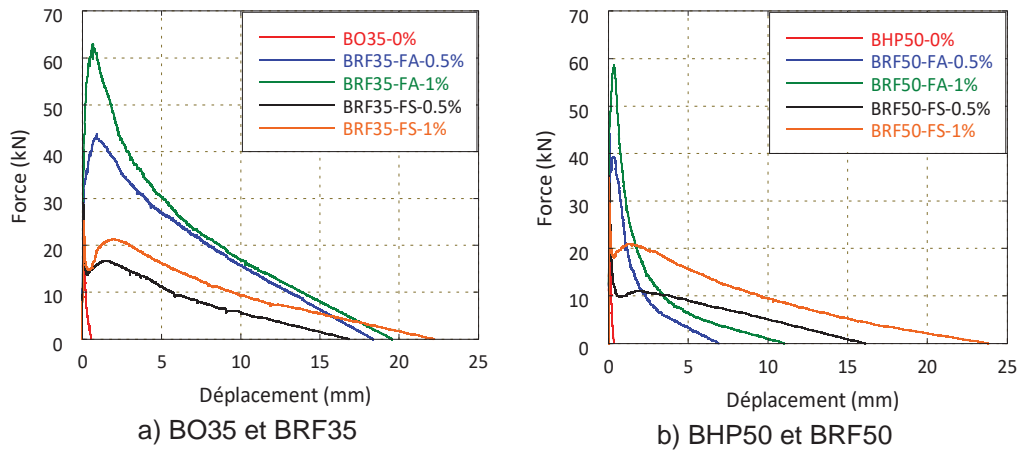 70
60
50
40
30
20
10
0
Force (kN)
BO35-0%
BRF35-FA-0.5%
BRF35-FA-1%
BRF35-FS-0.5%
BRF35-FS-1%
0 5 10 15 20 25
Déplacement (mm)
a) BO35 et BRF35
70
60
50
40
30
20
10
0
Force (kN)
BHP50-0%
BRF50-FA-0.5%
BRF50-FA-1%
BRF50-FS-0.5%
BRF50-FS-1%
0 5 10 15 20 25
Déplacement (mm)
b) BHP50 et BRF50